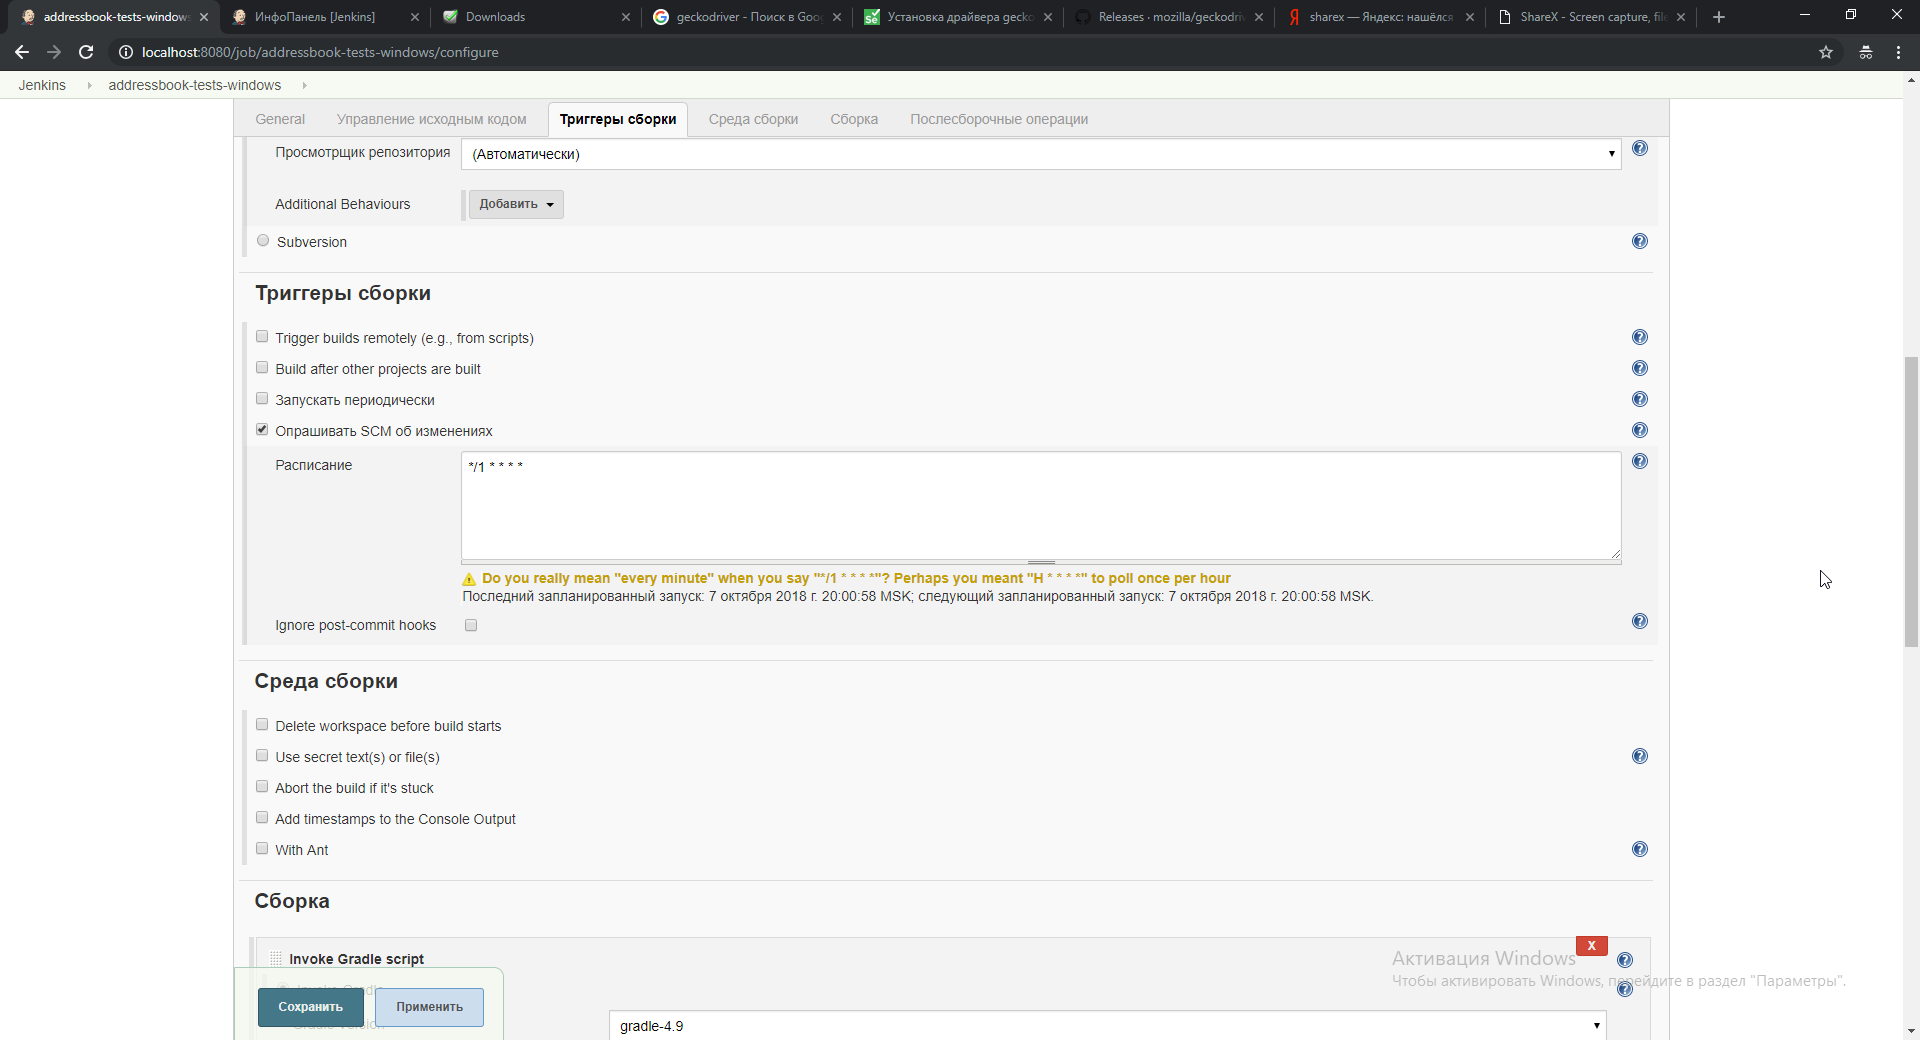 addressbook-tests-windows
ИнфоПанель [Jenkins]
Downloads
geckodriver - Поиск в Goo
Установка драйвера gecko
Releases · mozilla/geckodri
sharex — Яндекс: нашёлся
ShareX - Screen capture, file
localhost:8080/job/addressbook-tests-windows/configure
Jenkins
addressbook-tests-windows
General
Управление исходным кодом
Триггеры сборки
Среда сборки
Сборка
Послесборочные операции
Просмотрщик репозитория
(Автоматически)
Additional Behaviours
Добавить
Subversion
Триггеры сборки
Trigger builds remotely (e.g., from scripts)
Build after other projects are built
Запускать периодически
Опрашивать SCM об изменениях
Расписание
*/1 * * * *
Do you really mean "every minute" when you say "*/1 * * * *"? Perhaps you meant "H * * * *" to poll once per hour
Последний запланированный запуск: 7 октября 2018 г. 20:00:58 MSK; следующий запланированный запуск: 7 октября 2018 г. 20:00:58 MSK.
Ignore post-commit hooks
Среда сборки
Delete workspace before build starts
Use secret text(s) or file(s)
Abort the build if it's stuck
Add timestamps to the Console Output
With Ant
Сборка
X
Invoke Gradle script
Активация Windows
Чтобы активировать Windows, перейдите в раздел "Параметры".
Invoke Gradle
Сохранить
Применить
Gradle Version
gradle-4.9